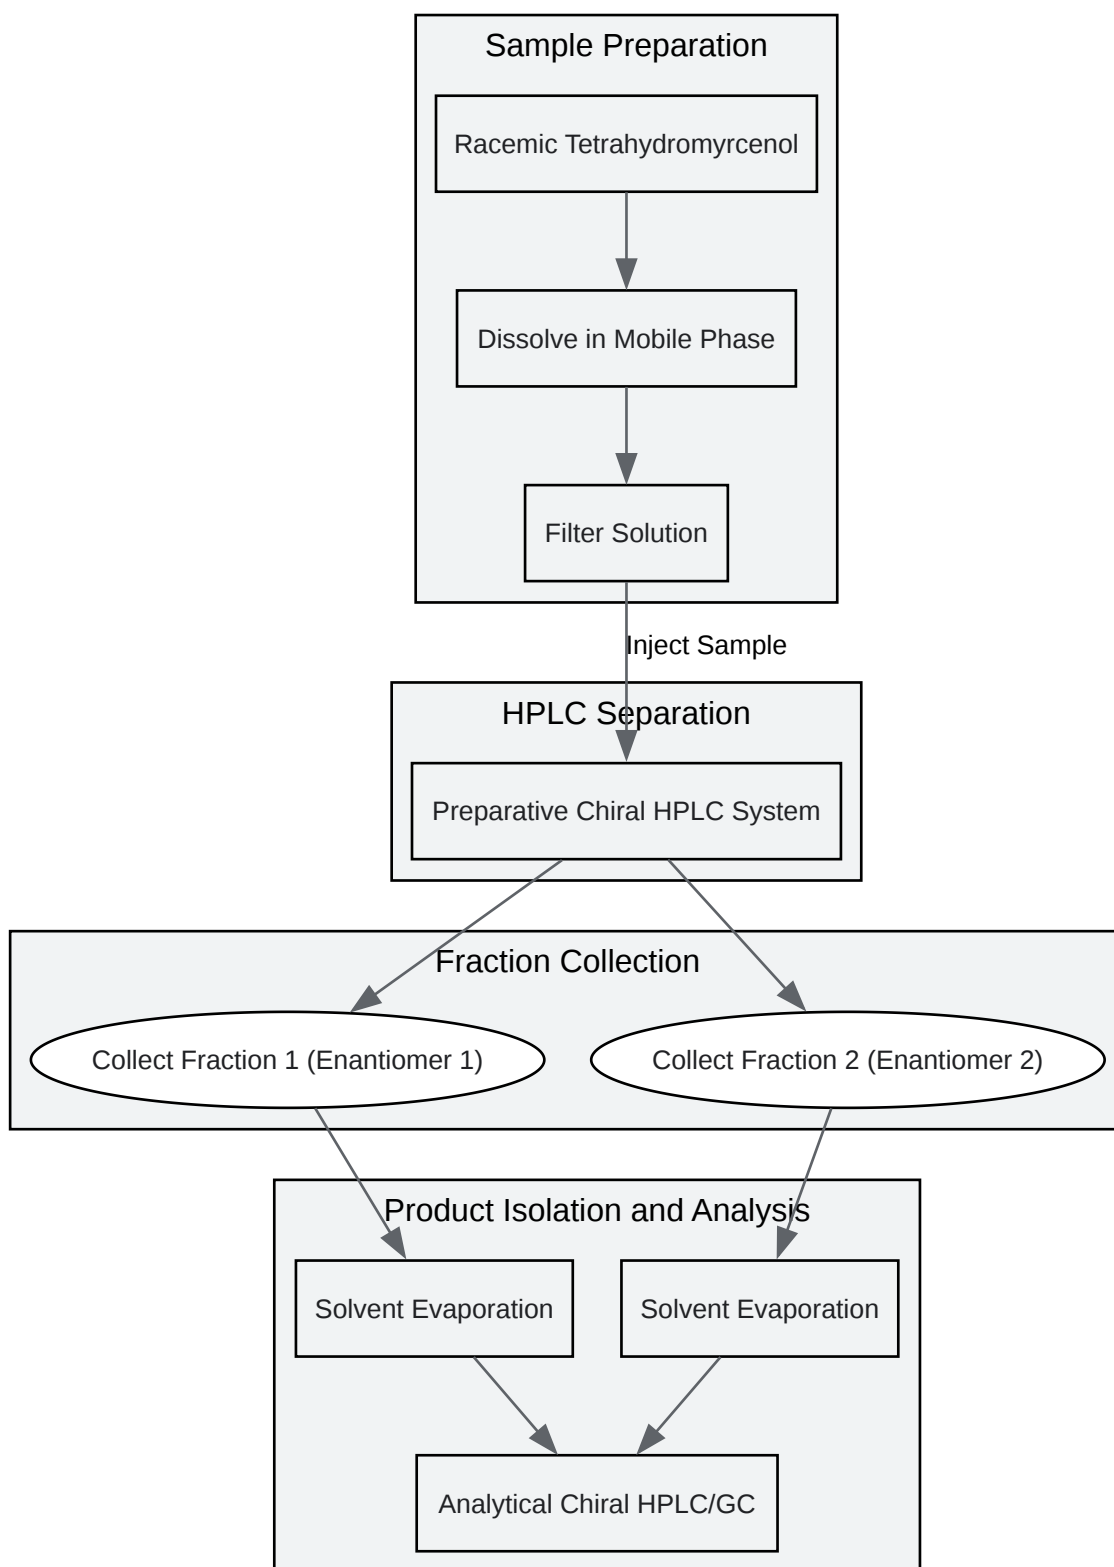 Sample Preparation
Racemic Tetrahydromyrcenol
Dissolve in Mobile Phase
Filter Solution
Inject Sample
HPLC Separation
Preparative Chiral HPLC System
Fraction Collection
Collect Fraction 1 (Enantiomer 1)
Collect Fraction 2 (Enantiomer 2)
Product Isolation and Analysis
Solvent Evaporation
Solvent Evaporation
Analytical Chiral HPLC/GC